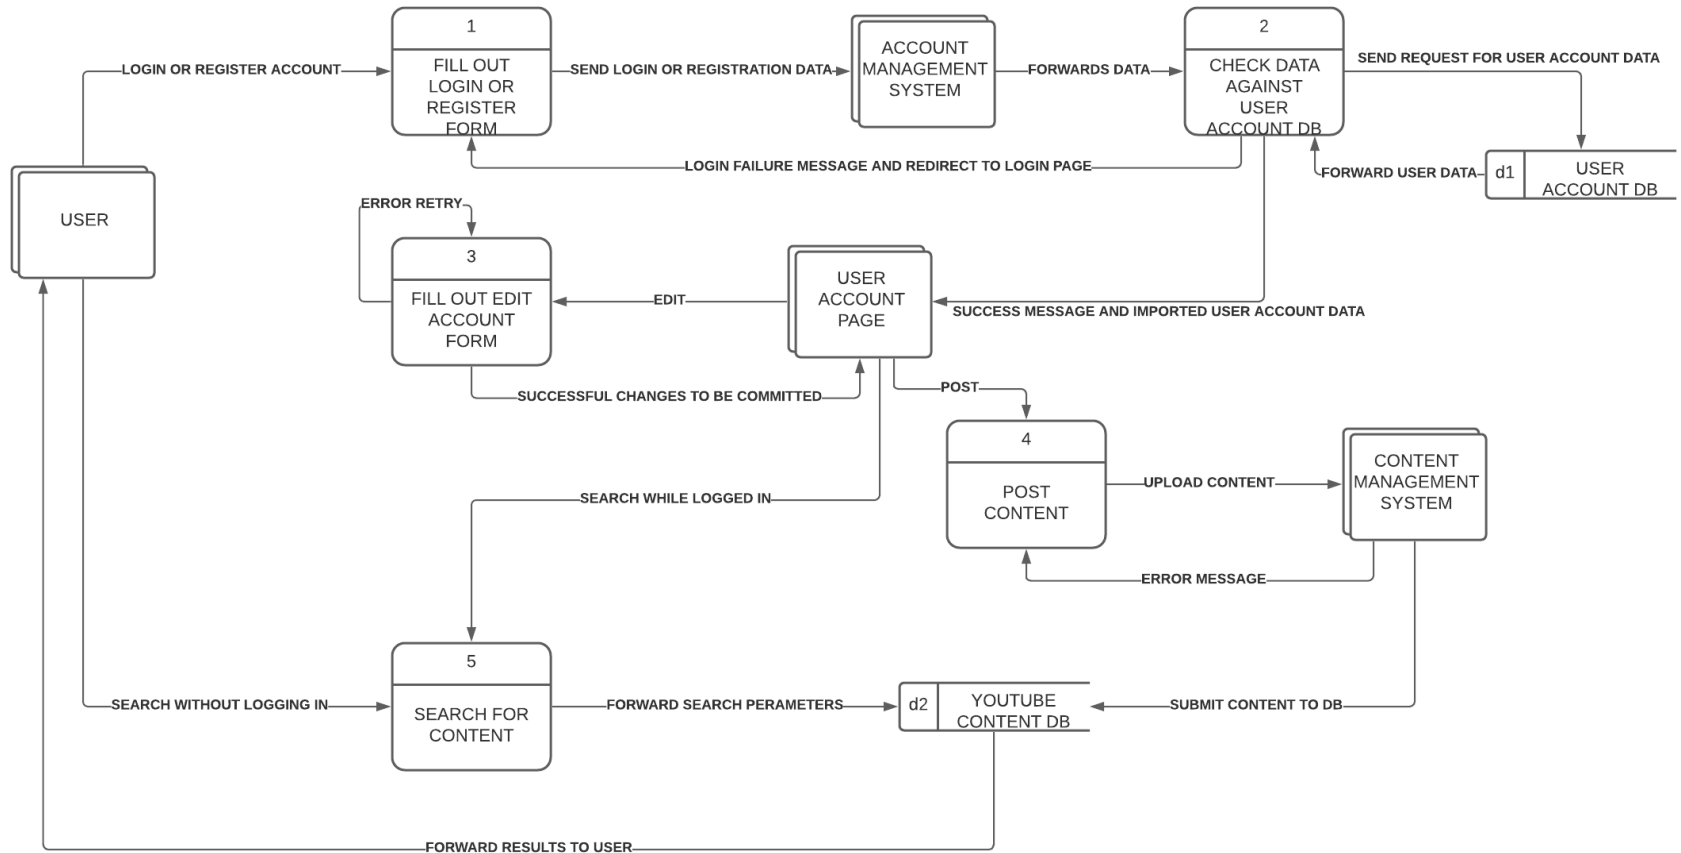 1
FILL OUT
LOGIN OR
REGISTER
FORM
LOGIN OR REGISTER ACCOUNT
SEND LOGIN OR REGISTRATION DATA
ACCOUNT
MANAGEMENT
SYSTEM
FORWARDS DATA
2
CHECK DATA
AGAINST
USER
ACCOUNT DB
SEND REQUEST FOR USER ACCOUNT DATA
LOGIN FAILURE MESSAGE AND REDIRECT TO LOGIN PAGE
FORWARD USER DATA
d1
USER
ACCOUNT DB
USER
ERROR RETRY
3
FILL OUT EDIT
ACCOUNT
FORM
EDIT
USER
ACCOUNT
PAGE
SUCCESS MESSAGE AND IMPORTED USER ACCOUNT DATA
SUCCESSFUL CHANGES TO BE COMMITTED
POST
4
POST
CONTENT
UPLOAD CONTENT
CONTENT
MANAGEMENT
SYSTEM
SEARCH WHILE LOGGED IN
ERROR MESSAGE
5
SEARCH FOR
CONTENT
SEARCH WITHOUT LOGGING IN
FORWARD SEARCH PERAMETERS
d2
YOUTUBE
CONTENT DB
SUBMIT CONTENT TO DB
FORWARD RESULTS TO USER